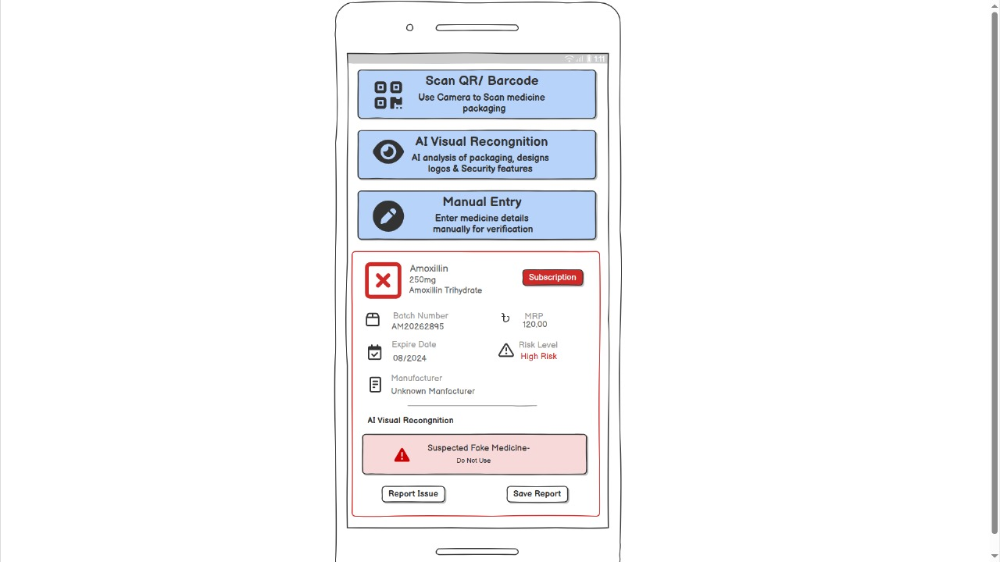 1:11
Scan QR/ Barcode
Use Camera to Scan medicine
packaging
AI Visual Recongnition
AI analysis of packaging, designs
logos & Security features
Manual Entry
Enter medicine details
manually for verification
Amoxillin
250mg
Amoxillin Trihydrate
Subscription
Batch Number
AM20262895
৳ MRP
120,00
Expire Date
08/2024
Risk Level
High Risk
Manufacturer
Unknown Manfacturer
AI Visual Recongnition
Suspected Fake Medicine-
Do Not Use
Report Issue
Save Report